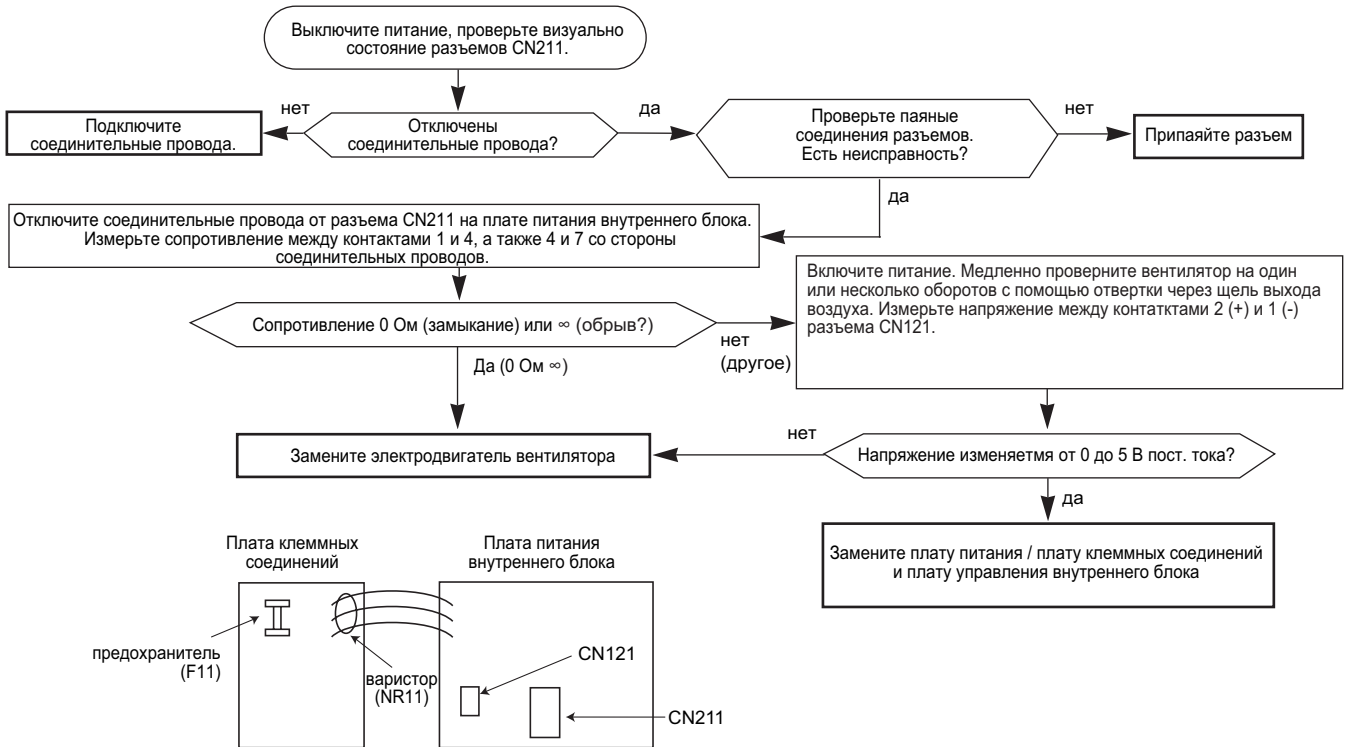 Выключите питание, проверьте визуально
состояние разъемов CN211.
нет
да
нет
Подключите
соединительные провода.
Отключены
соединительные провода?
Проверьте паяные
соединения разъемов.
Есть неисправность?
Припаяйте разъем
да
Отключите соединительные провода от разъема CN211 на плате питания внутреннего блока.
Измерьте сопротивление между контактами 1 и 4, а также 4 и 7 со стороны
соединительных проводов.
Включите питание. Медленно проверните вентилятор на один
или несколько оборотов с помощью отвертки через щель выхода
воздуха. Измерьте напряжение между контатктами 2 (+) и 1 (-)
разъема CN121.
Сопротивление 0 Ом (замыкание) или ∞ (обрыв?)
нет
(другое)
Да (0 Ом ∞)
нет
Замените электродвигатель вентилятора
Напряжение изменяетмя от 0 до 5 В пост. тока?
да
Замените плату питания / плату клеммных соединений
и плату управления внутреннего блока
Плата клеммных
соединений
Плата питания
внутреннего блока
предохранитель
(F11)
варистор
(NR11)
CN121
CN211